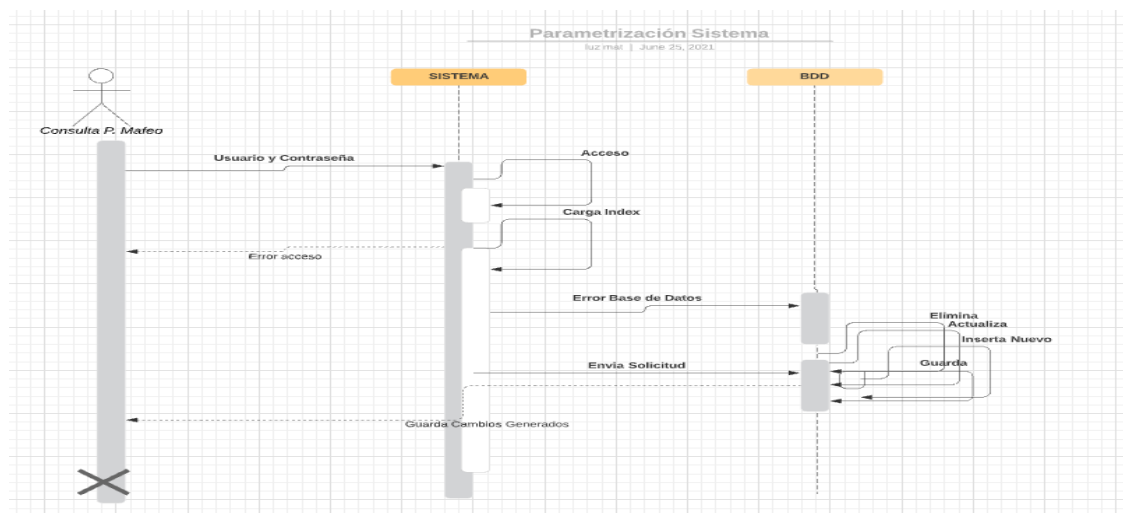 Parametrización Sistema
luz mal | June 25, 2021
SISTEMA
BDD
Consulta P. Mafeo
Usuario y Contraseña
Acceso
Carga Index
Error acceso
Error Base de Datos
Elimina
Actualiza
Inserta Nuevo
Envia Solicitud
Guarda
Guarda Cambios Generados